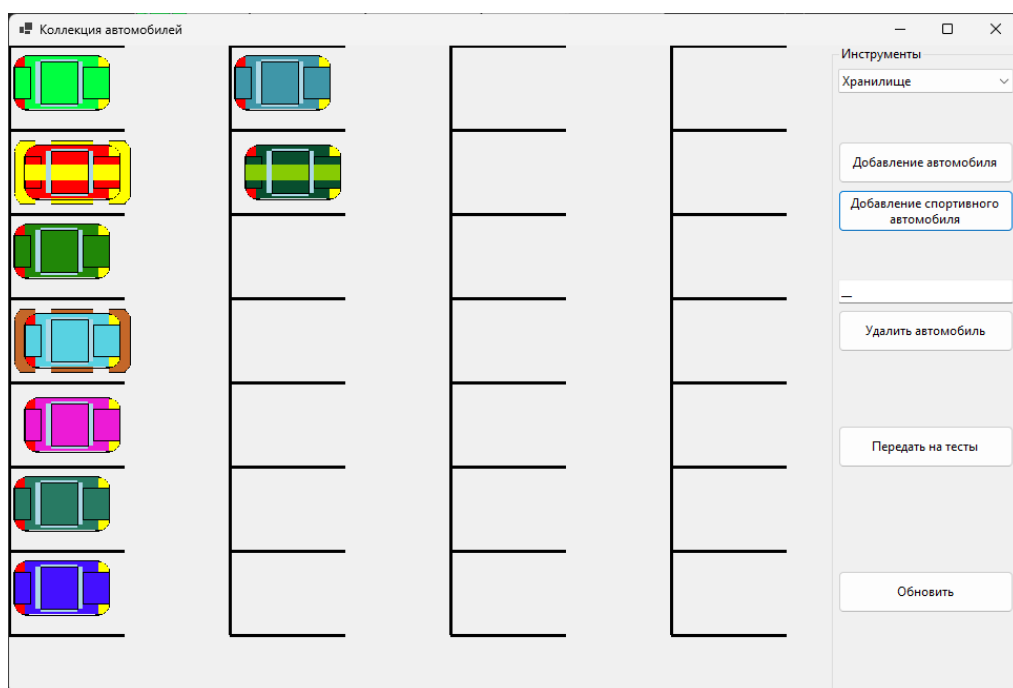 Коллекция автомобилей
Инструменты
Хранилище
Добавление автомобиля
Добавление спортивного
автомобиля
_
Удалить автомобиль
Передать на тесты
Обновить